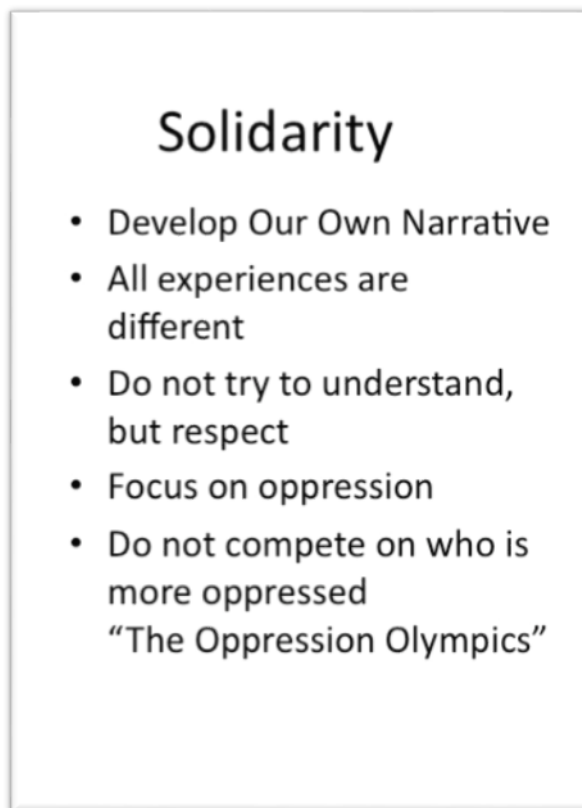 Solidarity
• Develop Our Own Narrative
• All experiences are
different
• Do not try to understand,
but respect
• Focus on oppression
• Do not compete on who is
more oppressed
“The Oppression Olympics”